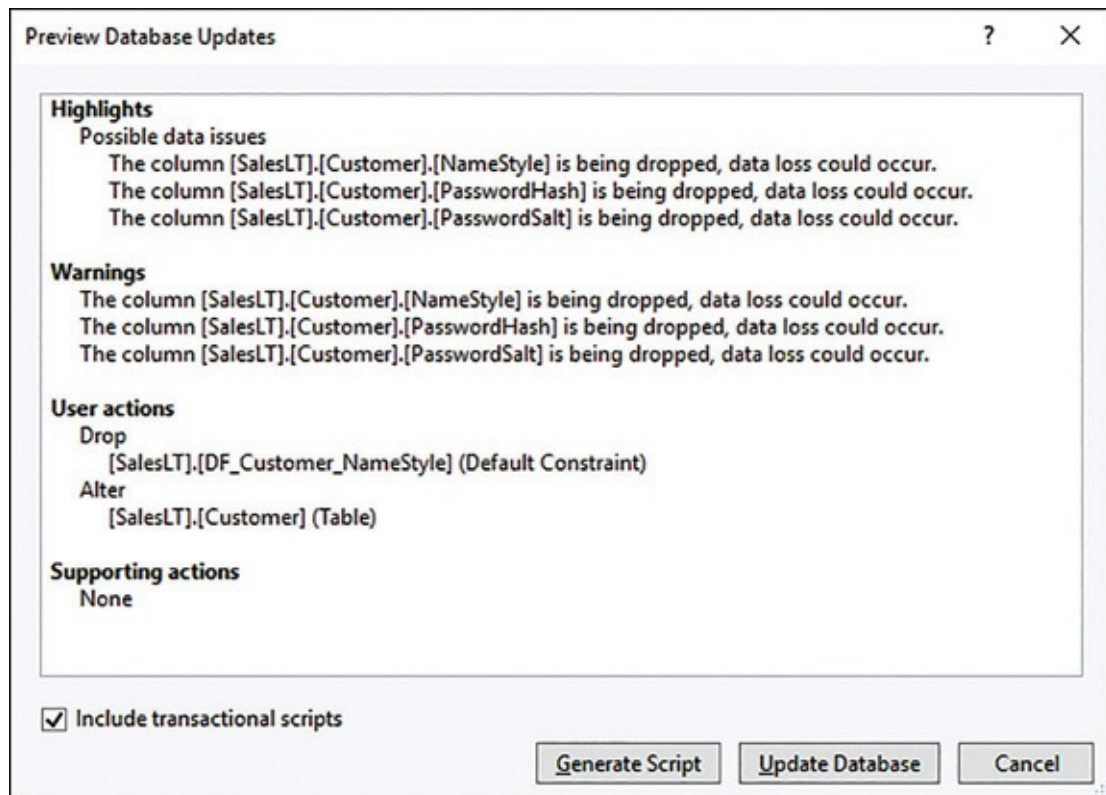 Preview Database Updates
?
Highlights
Possible data issues
The column [SalesLT].[Customer].[NameStyle] is being dropped, data loss could occur.
The column [SalesLT].[Customer].[PasswordHash] is being dropped, data loss could occur.
The column [SalesLT].[Customer].[PasswordSalt] is being dropped, data loss could occur.
Warnings
The column [SalesLT].[Customer].[NameStyle] is being dropped, data loss could occur.
The column [SalesLT].[Customer].[PasswordHash] is being dropped, data loss could occur.
The column [SalesLT].[Customer].[PasswordSalt] is being dropped, data loss could occur.
User actions
Drop
[SalesLT].[DF_Customer_NameStyle] (Default Constraint)
Alter
[SalesLT].[Customer] (Table)
Supporting actions
None
Include transactional scripts
Generate Script
Update Database
Cancel